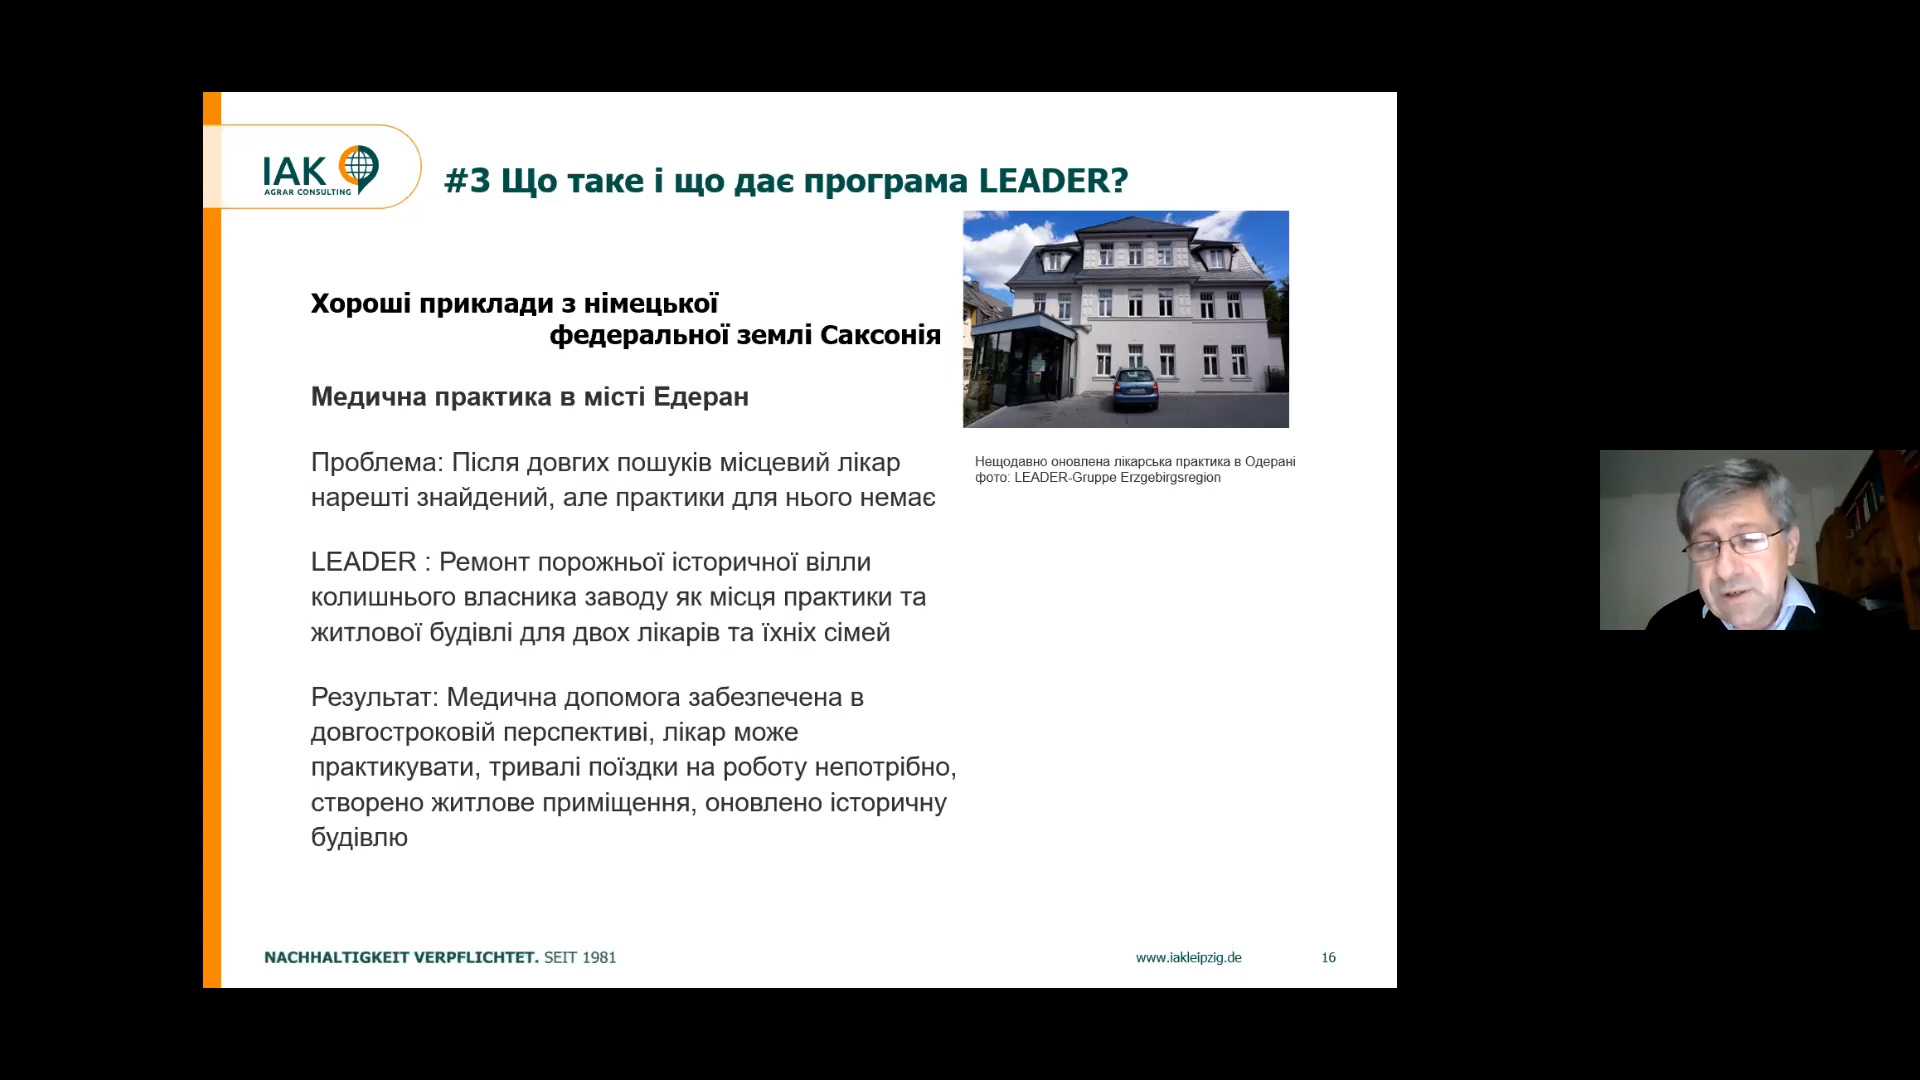 IAK
AGRAR CONSULTING
#3 Що таке і що дає програма LEADER?
Хороші приклади з німецької
федеральної землі Саксонія
Медична практика в місті Едеран
Проблема: Після довгих пошуків місцевий лікар
нарешті знайдений, але практики для нього немає
LEADER : Ремонт порожньої історичної вілли
колишнього власника заводу як місця практики та
житлової будівлі для двох лікарів та їхніх сімей
Результат: Медична допомога забезпечена в
довгостроковій перспективі, лікар може
практикувати, тривалі поїздки на роботу непотрібно,
створено житлове приміщення, оновлено історичну
будівлю
Нещодавно оновлена лікарська практика в Одерані
фото: LEADER-Gruppe Erzgebirgsregion
NACHHALTIGKEIT VERPFLICHTET. SEIT 1981
www.iakleipzig.de
16